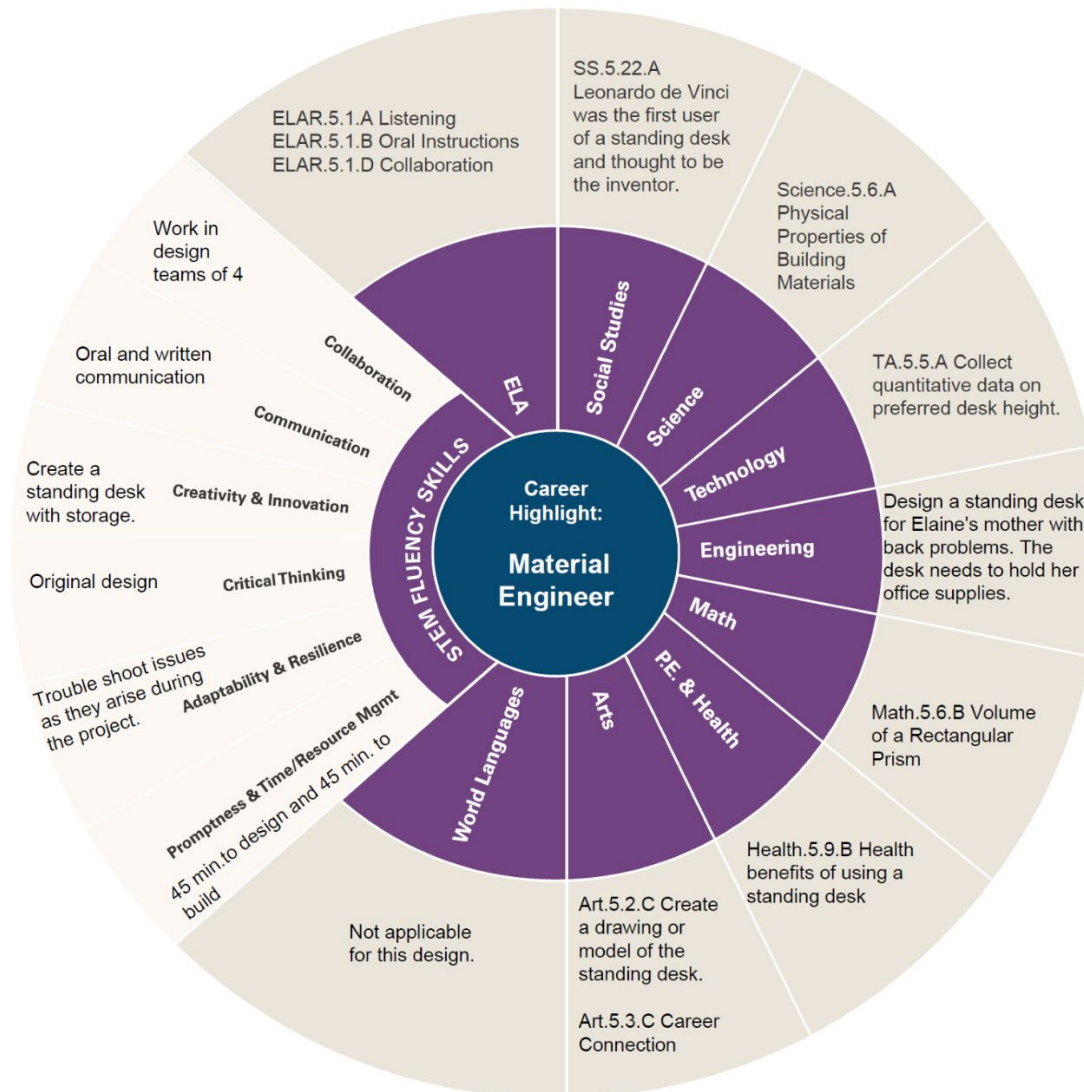 Career
Highlight:
Material
Engineer
ELA
ELAR.5.1.A Listening
ELAR.5.1.B Oral Instructions
ELAR.5.1.D Collaboration
Social Studies
SS.5.22.A
Leonardo de Vinci
was the first user
of a standing desk
and thought to be
the inventor.
Science
Science.5.6.A
Physical
Properties of
Building
Materials
Technology
TA.5.5.A Collect
quantitative data on
preferred desk height.
Engineering
Design a standing desk
for Elaine's mother with
back problems. The
desk needs to hold her
office supplies.
Math
Math.5.6.B Volume
of a Rectangular
Prism
P.E. & Health
Health.5.9.B Health
benefits of using a
standing desk
Arts
Art.5.2.C Create
a drawing or
model of the
standing desk.
Art.5.3.C Career
Connection
World Languages
Not applicable
for this design.
STEM FLUENCY SKILLS
Collaboration
Work in
design
teams of 4
Communication
Oral and written
communication
Creativity & Innovation
Create a
standing desk
with storage.
Critical Thinking
Original design
Adaptability & Resilience
Trouble shoot issues
as they arise during
the project.
Promptness & Time/Resource Mgmt
45 min.to design and 45 min. to
build